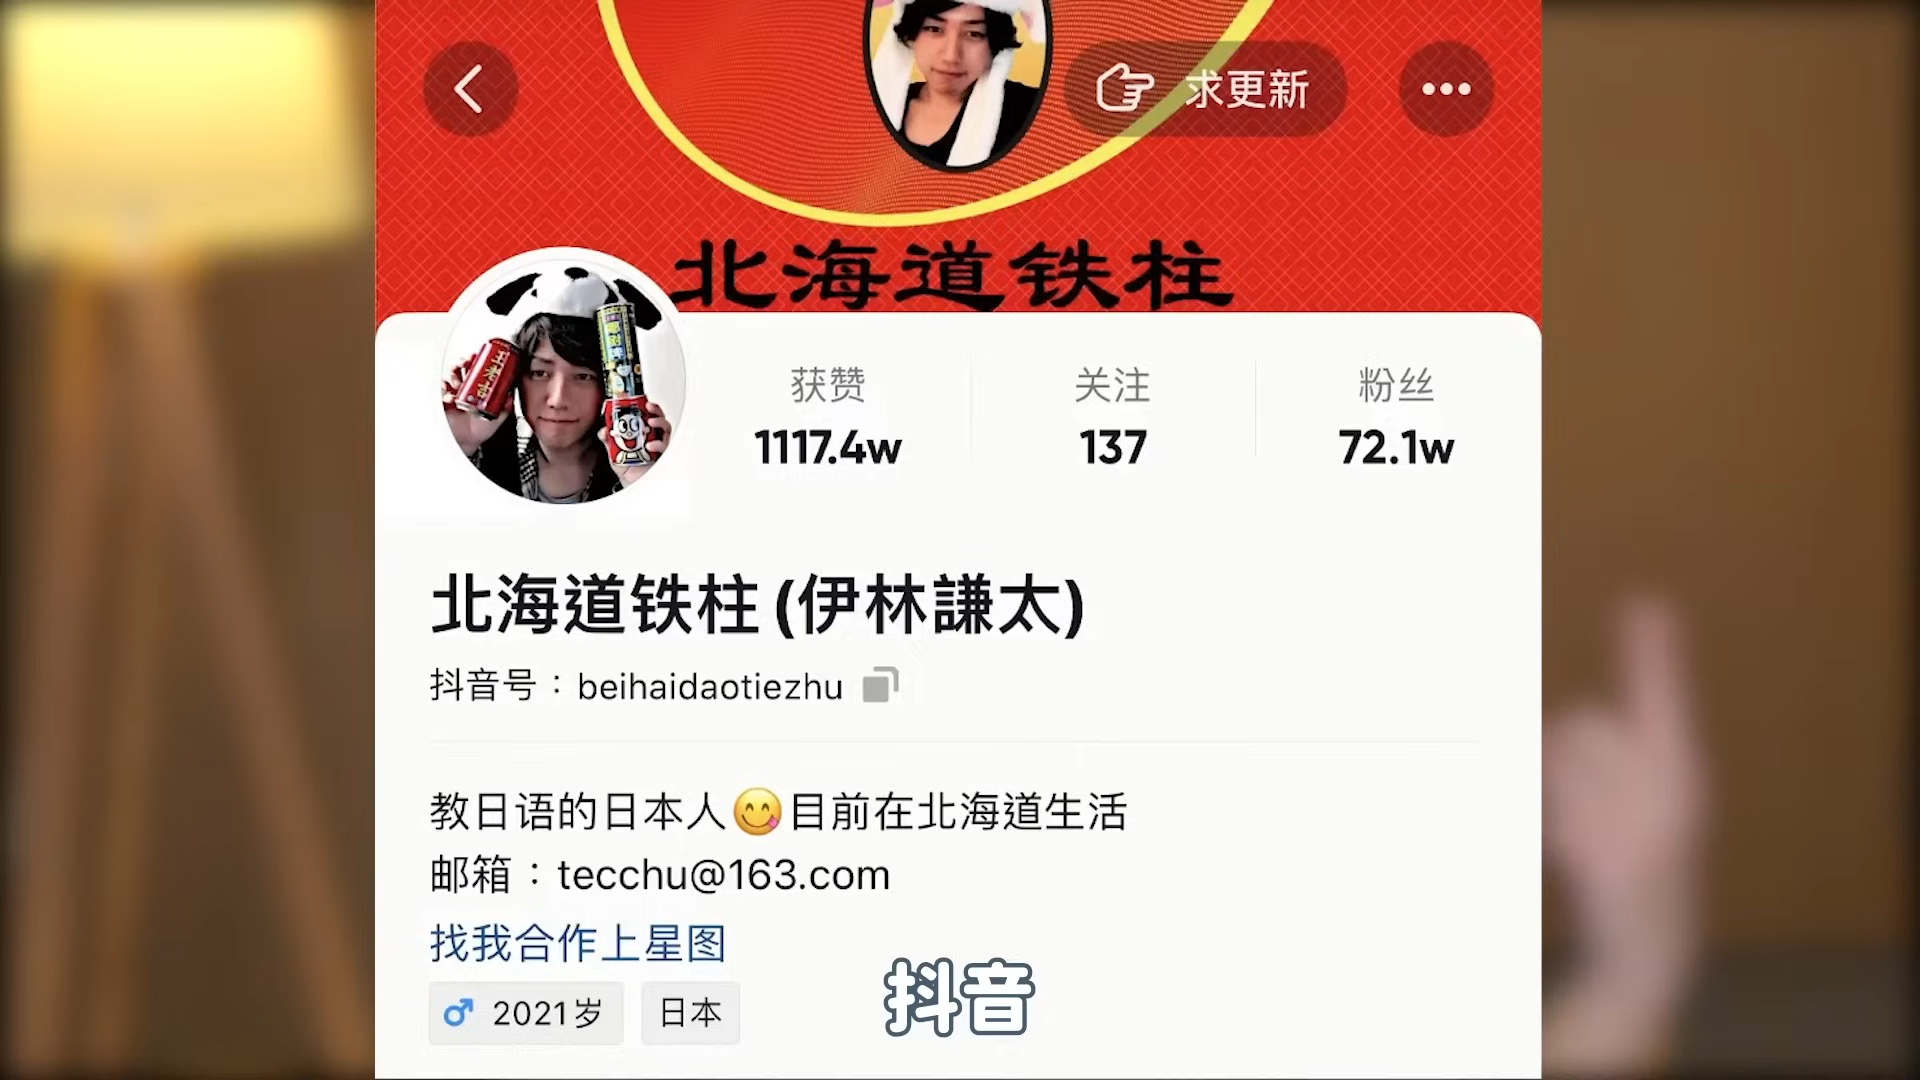 求更新
北海道铁柱
王老吉
获赞
关注
粉丝
1117.4w
137
72.1w
北海道铁柱(伊林謙太)
抖音号：beihaidaotiezhu
教日语的日本人😋目前在北海道生活
邮箱：tecchu@163.com
找我合作上星图
♂ 2021岁
日本
抖音